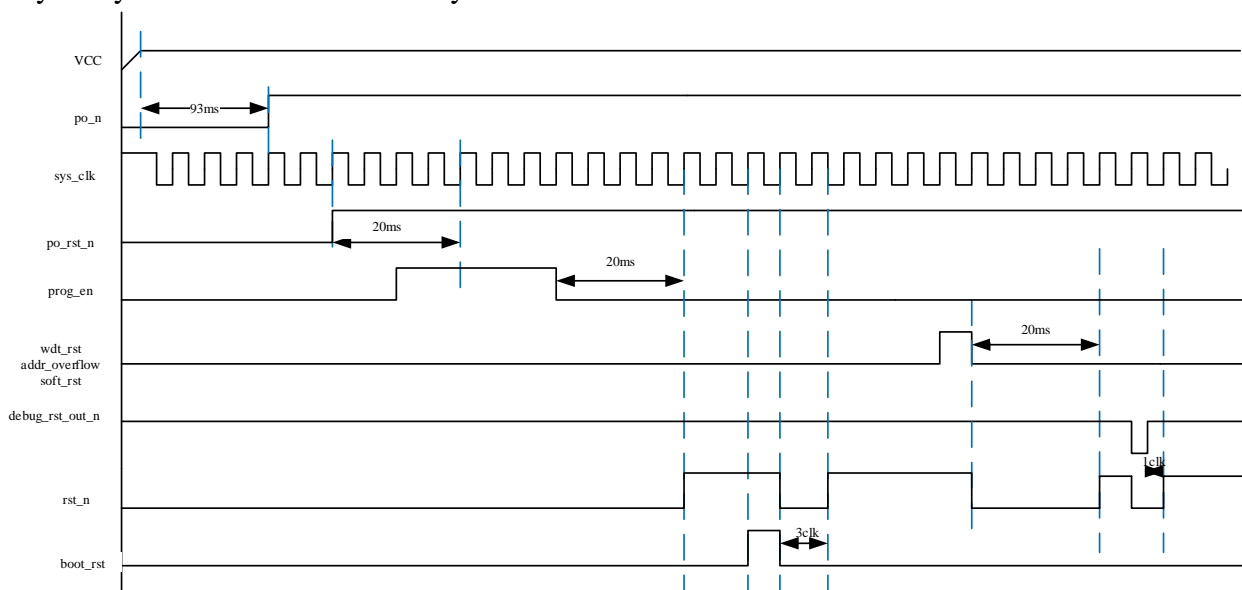 VCC
93ms
po_n
sys_clk
20ms
po_rst_n
20ms
prog_en
20ms
wdt_rst
addr_overflow
soft_rst
debug_rst_out_n
1clk
rst_n
3clk
boot_rst